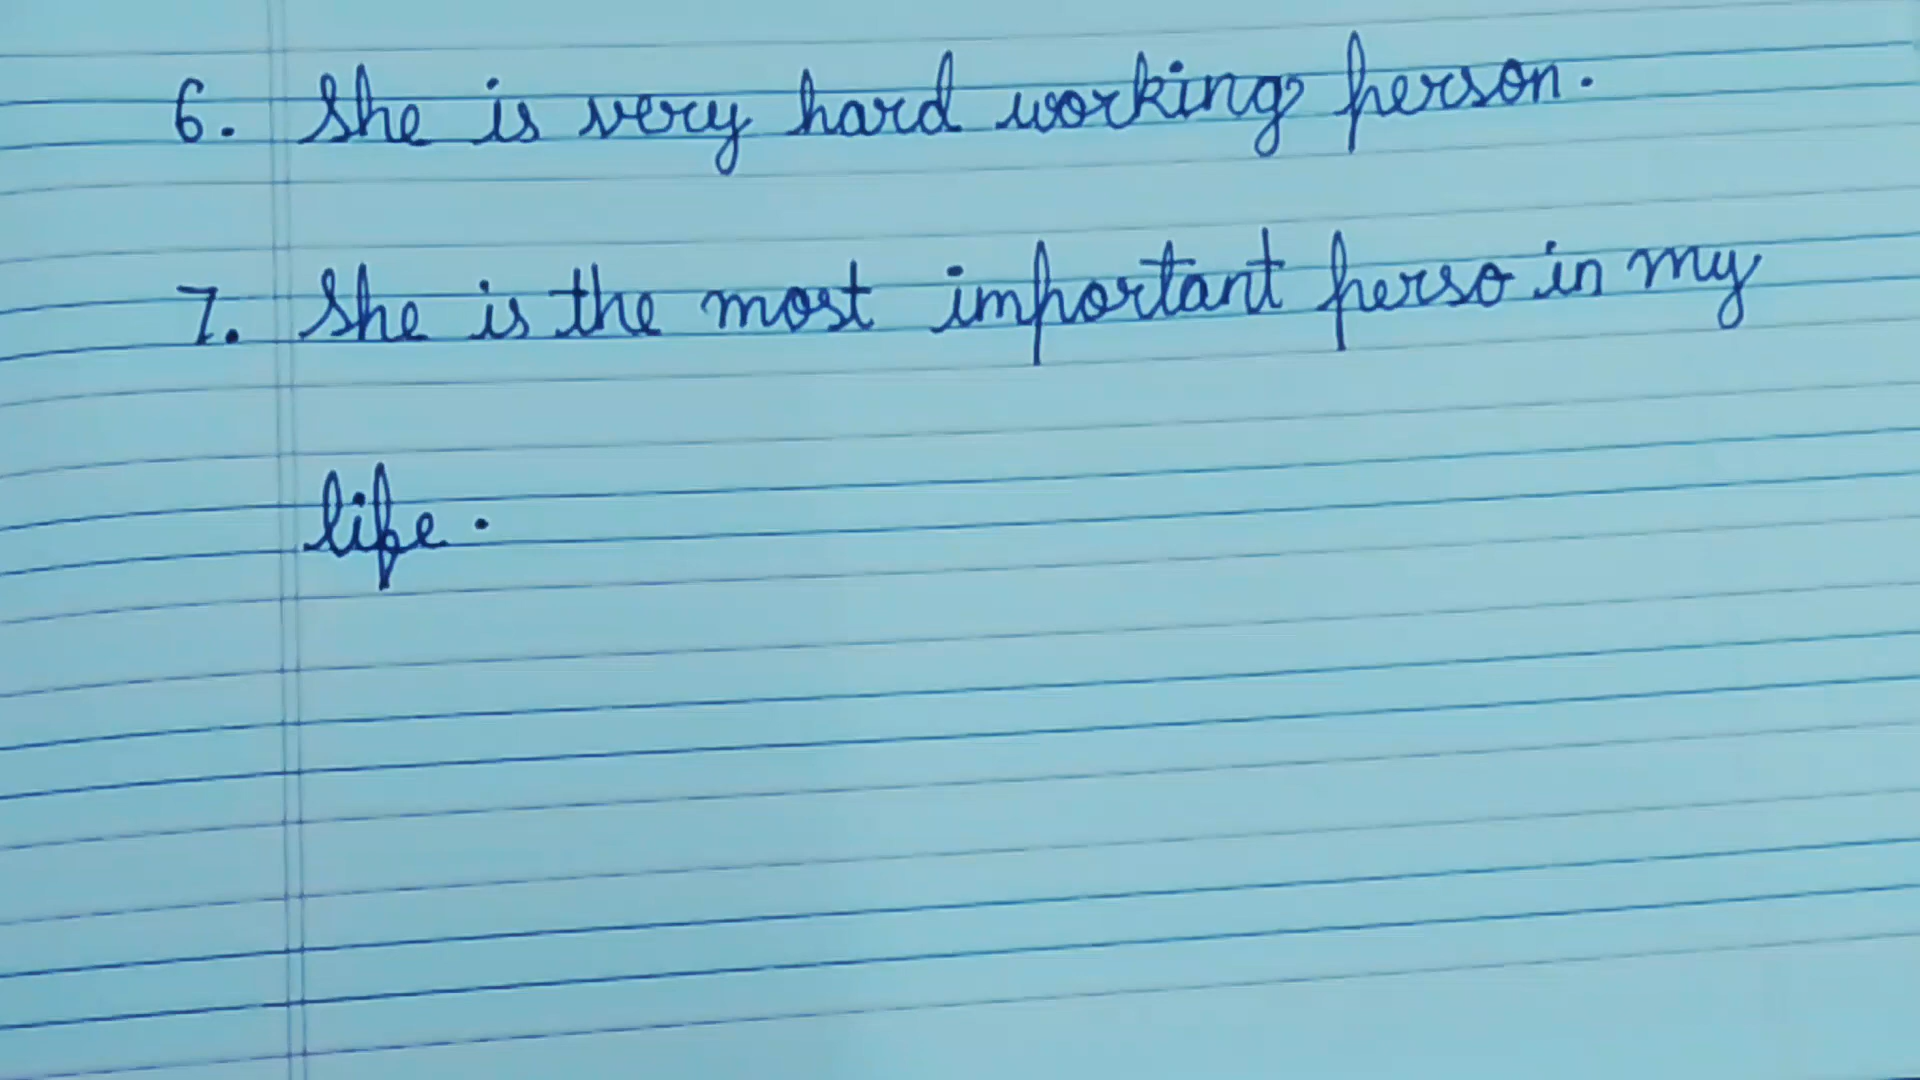 6. She is very hard working person.
7. She is the most important perso in my
life.